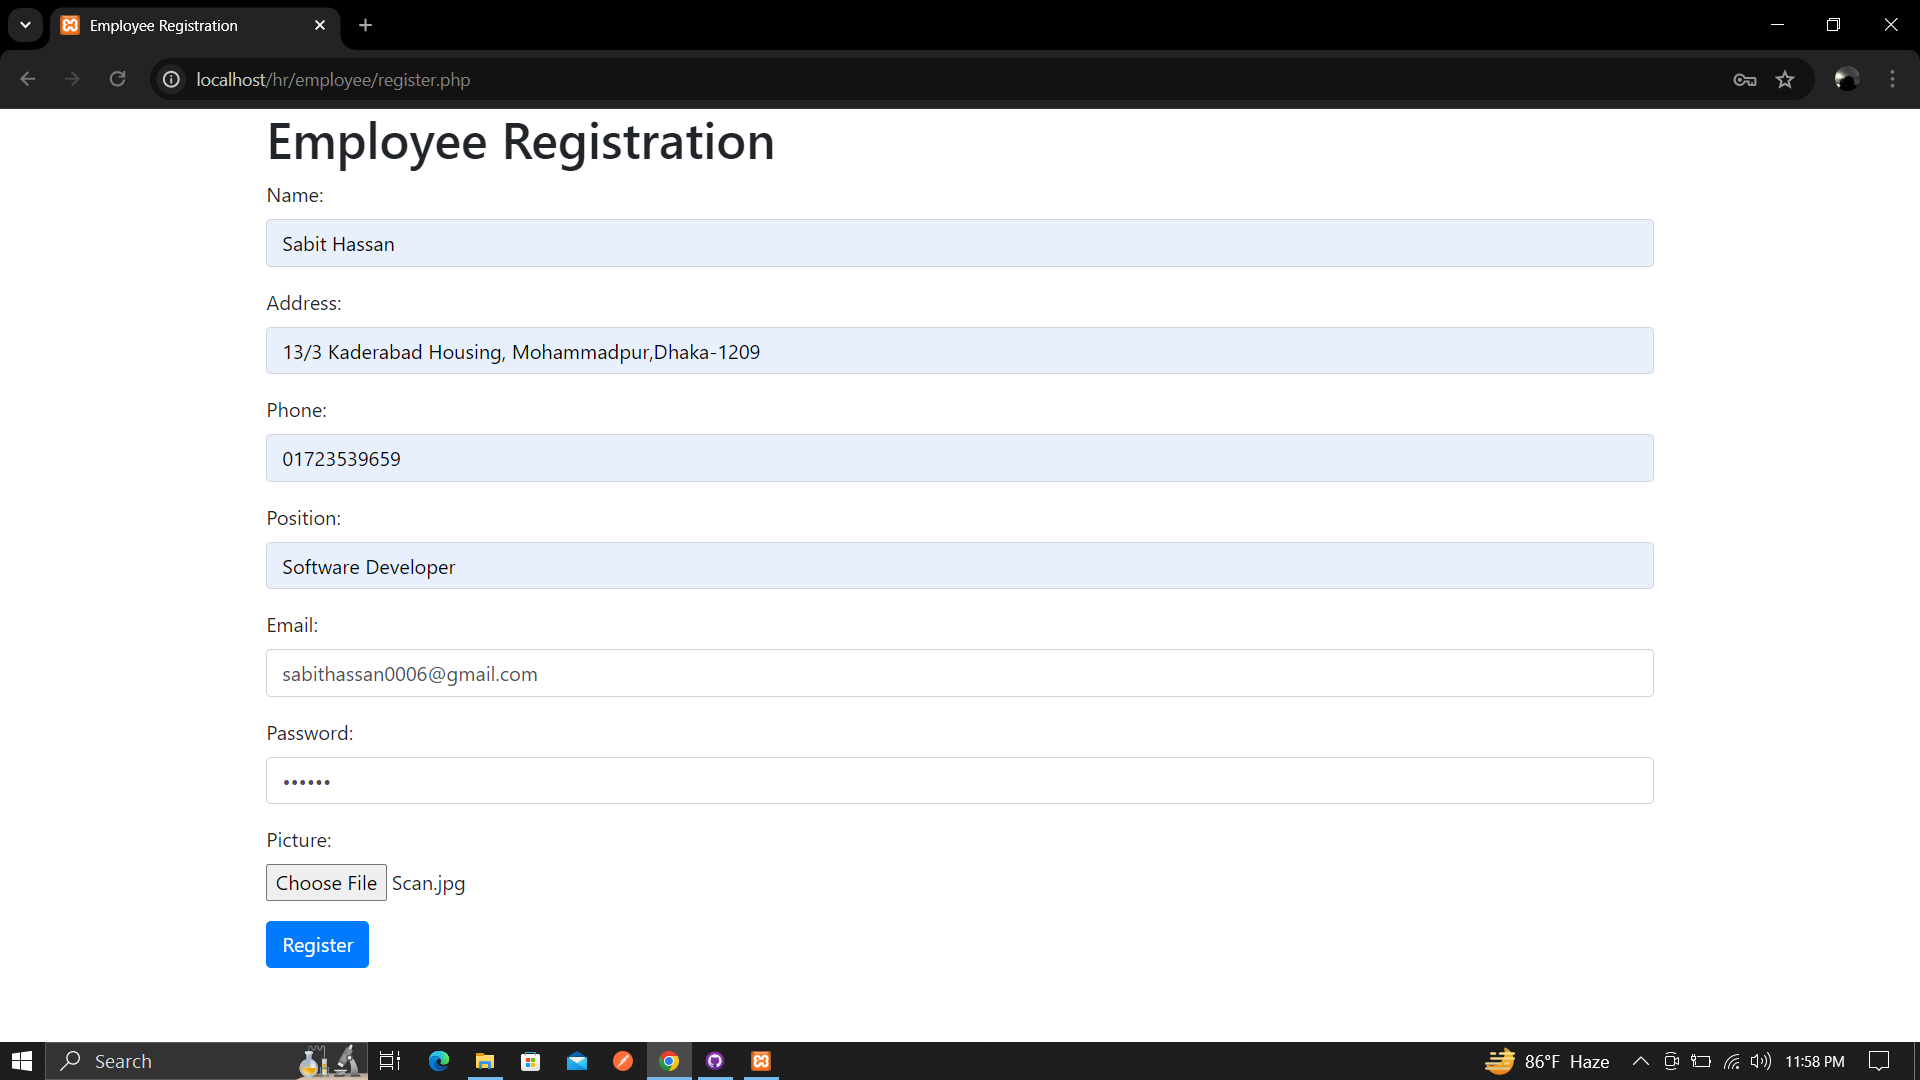 Employee Registration
localhost/hr/employee/register.php
Employee Registration
Name:
Sabit Hassan
Address:
13/3 Kaderabad Housing, Mohammadpur,Dhaka-1209
Phone:
01723539659
Position:
Software Developer
Email:
sabithassan0006@gmail.com
Password:
••••••
Picture:
Choose File Scan.jpg
Register
Search
86°F Haze
11:58 PM